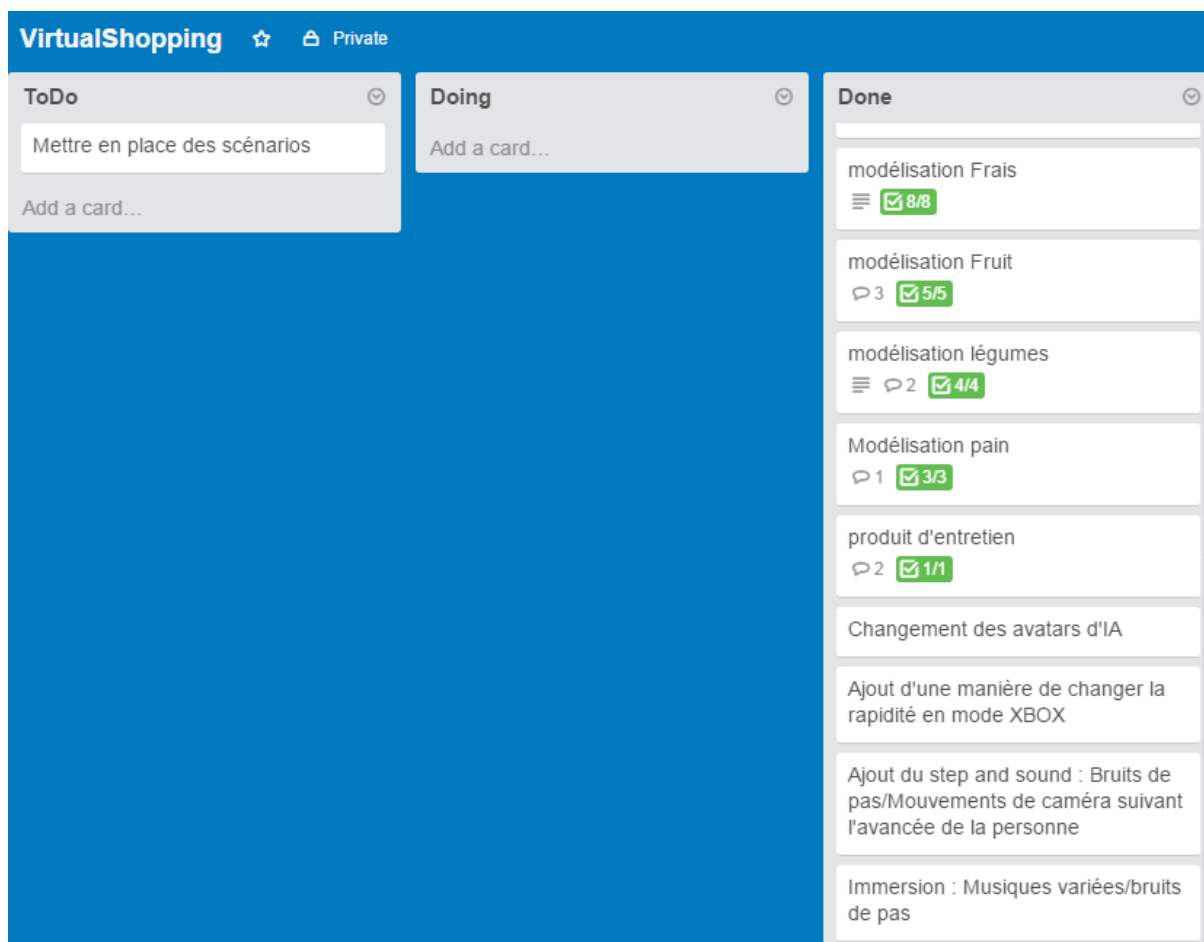 VirtualShopping Private
ToDo
Mettre en place des scénarios
Add a card...
Doing
Add a card...
Done
modélisation Frais
8/8
modélisation Fruit
3 5/5
modélisation légumes
2 4/4
Modélisation pain
1 3/3
produit d'entretien
2 1/1
Changement des avatars d'IA
Ajout d'une manière de changer la
rapidité en mode XBOX
Ajout du step and sound : Bruits de
pas/Mouvements de caméra suivant
l'avancée de la personne
Immersion : Musiques variées/bruits
de pas